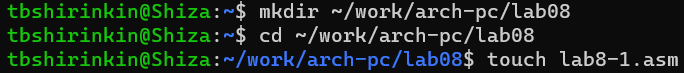 tbshirinkin@Shiza:~$ mkdir ~/work/arch-pc/lab08
tbshirinkin@Shiza:~$ cd ~/work/arch-pc/lab08
tbshirinkin@Shiza:~/work/arch-pc/lab08$ touch lab8-1.asm